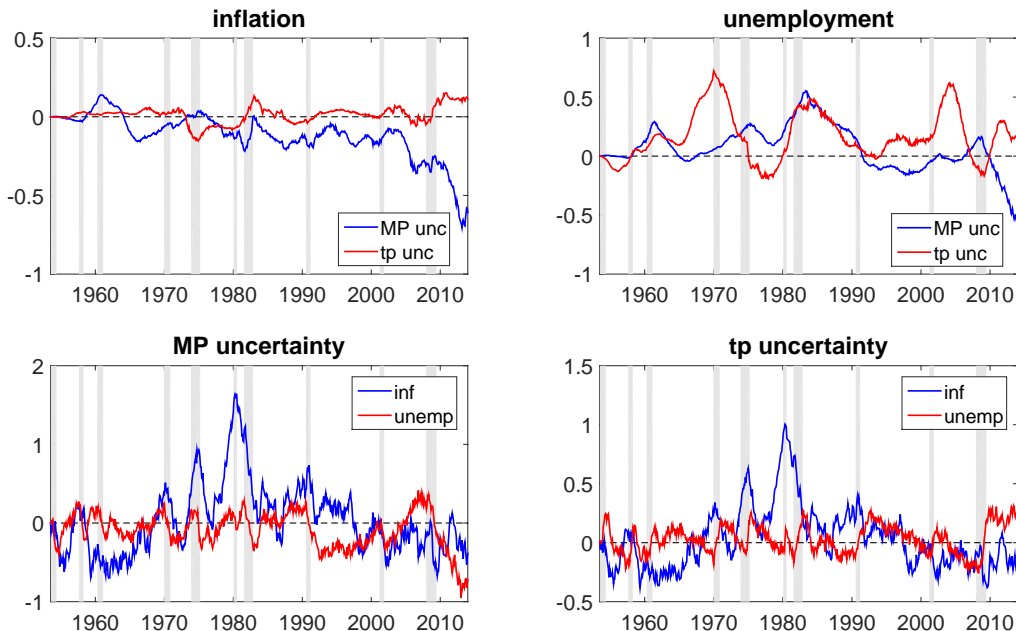 inflation
0.5
0
-0.5
-1
MP unc
tp unc
1960 1970 1980 1990 2000 2010
unemployment
1
0.5
0
-0.5
-1
MP unc
tp unc
1960 1970 1980 1990 2000 2010
MP uncertainty
2
1
0
-1
inf
unemp
1960 1970 1980 1990 2000 2010
tp uncertainty
1.5
1
0.5
0
-0.5
inf
unemp
1960 1970 1980 1990 2000 2010